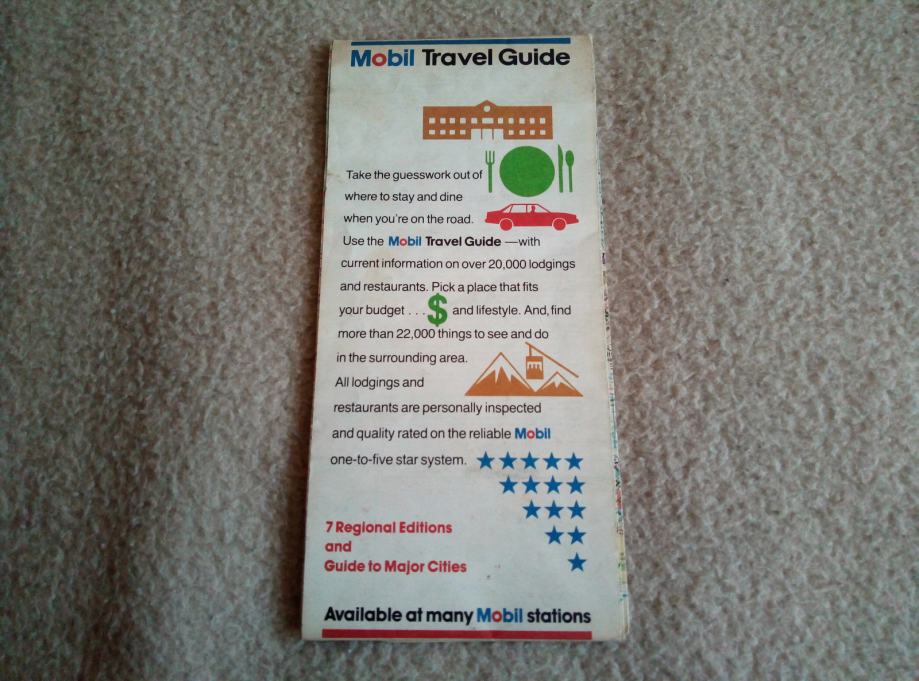 Mobil Travel Guide
Take the guesswork out of
where to stay and dine
when you're on the road.
Use the Mobil Travel Guide —with
current information on over 20,000 lodgings
and restaurants. Pick a place that fits
your budget . . . $ and lifestyle. And, find
more than 22,000 things to see and do
in the surrounding area.
All lodgings and
restaurants are personally inspected
and quality rated on the reliable Mobil
one-to-five star system.
7 Regional Editions
and
Guide to Major Cities
Available at many Mobil stations